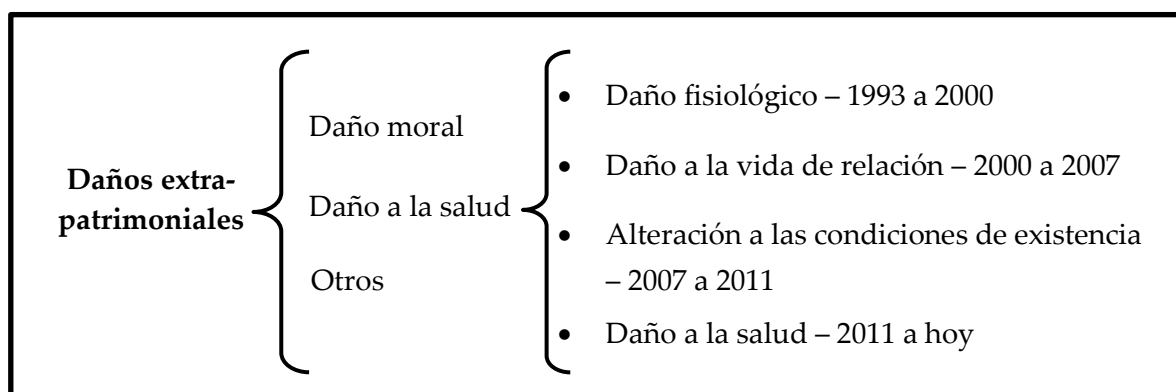 Daños extra-
patrimoniales
Daño moral
Daño a la salud
Otros
• Daño fisiológico – 1993 a 2000
• Daño a la vida de relación – 2000 a 2007
• Alteración a las condiciones de existencia
– 2007 a 2011
• Daño a la salud – 2011 a hoy